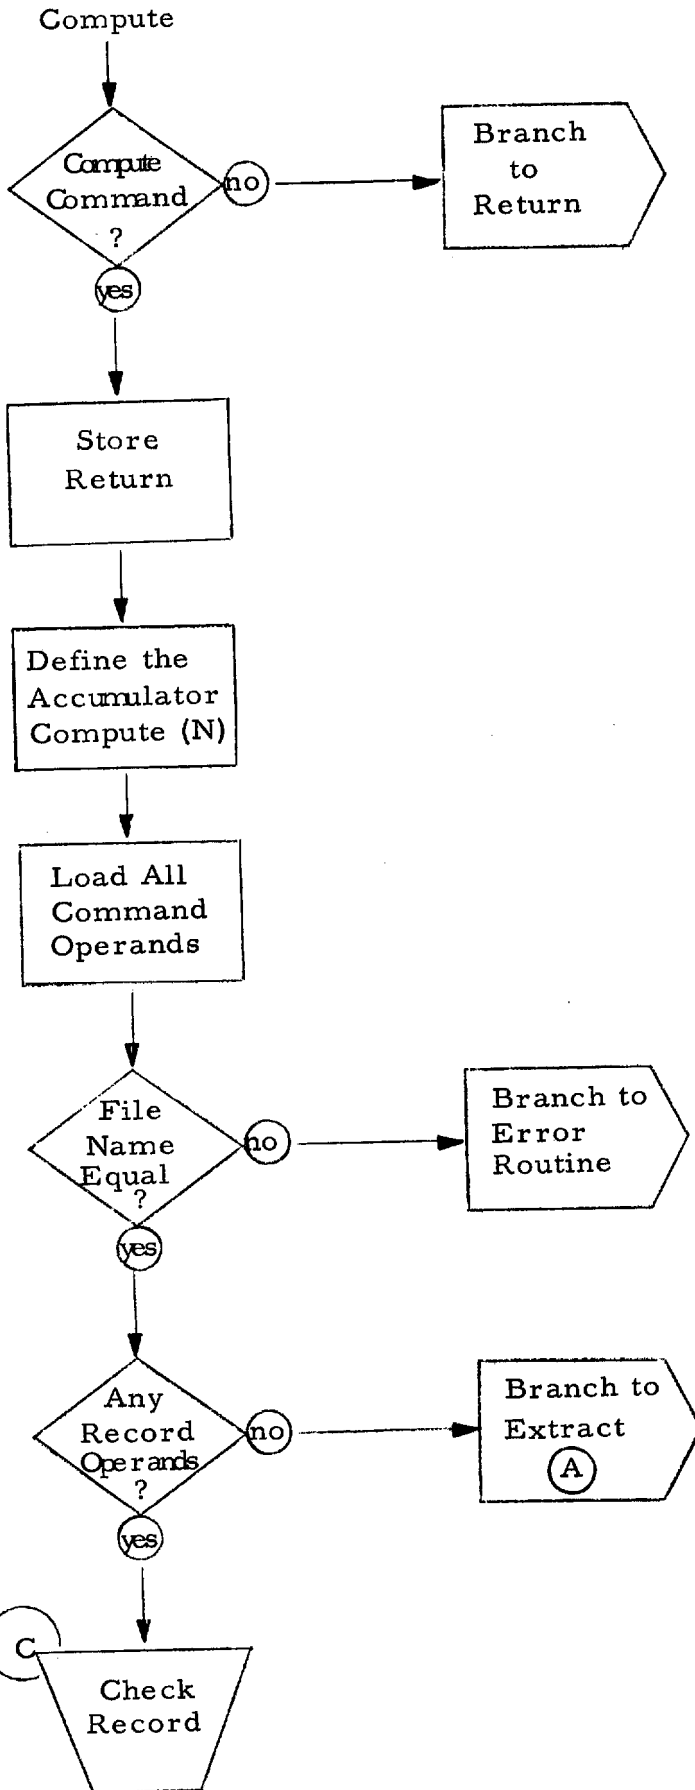 Compute
Compute
Command
?
no
Branch
to
Return
yes
Store
Return
Define the
Accumulator
Compute (N)
Load All
Command
Operands
File
Name
Equal
?
no
Branch to
Error
Routine
yes
Any
Record
Operands
?
no
Branch to
Extract
A
yes
C
Check
Record